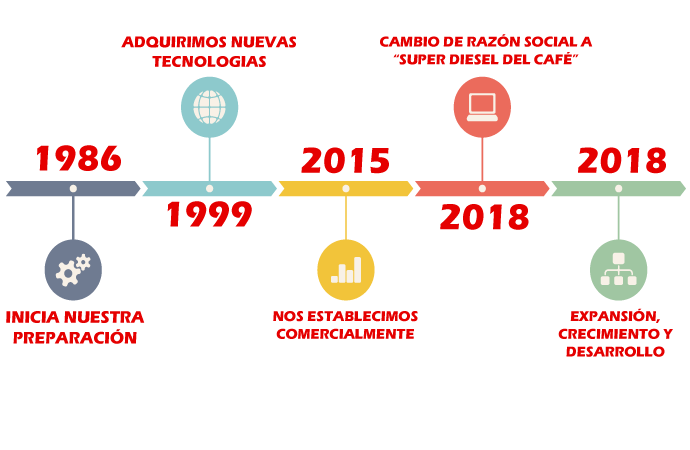 1986
INICIA NUESTRA
PREPARACIÓN
ADQUIRIMOS NUEVAS
TECNOLOGIAS
1999
2015
NOS ESTABLECIMOS
COMERCIALMENTE
CAMBIO DE RAZÓN SOCIAL A
“SUPER DIESEL DEL CAFÉ”
2018
2018
EXPANSIÓN,
CRECIMIENTO Y
DESARROLLO